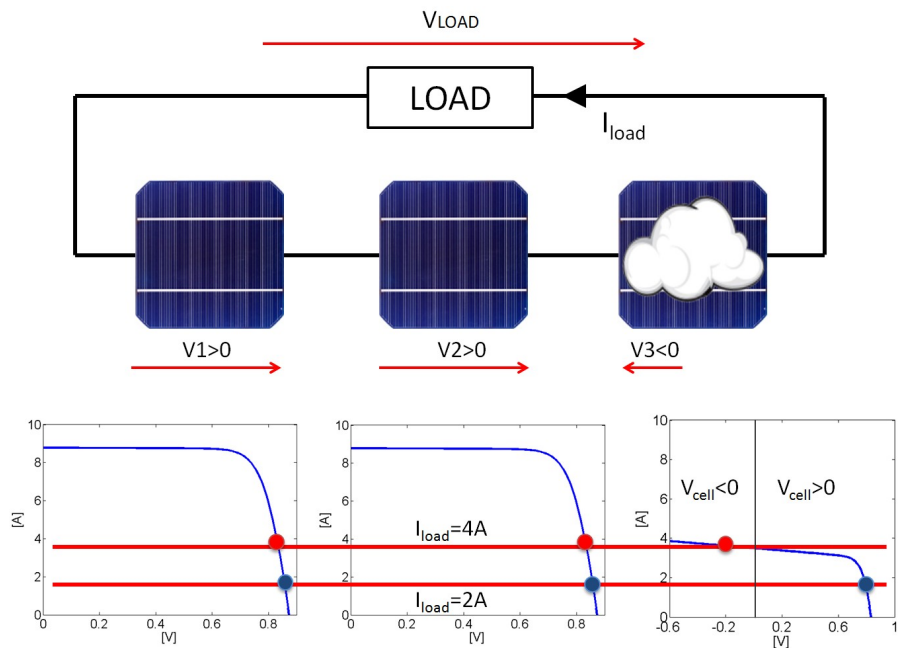 VLOAD
LOAD
Iload
V1>0
V2>0
V3<0
10
8
6
4
2
0
[A]
0
0.2
0.4
0.6
0.8
[V]
10
8
6
4
2
0
[A]
0
0.2
0.4
0.6
0.8
[V]
Iload=4A
Iload=2A
10
8
6
4
2
0
[A]
Vcell<0
Vcell>0
-0.6
-0.2
0.2
0.6
1
[V]